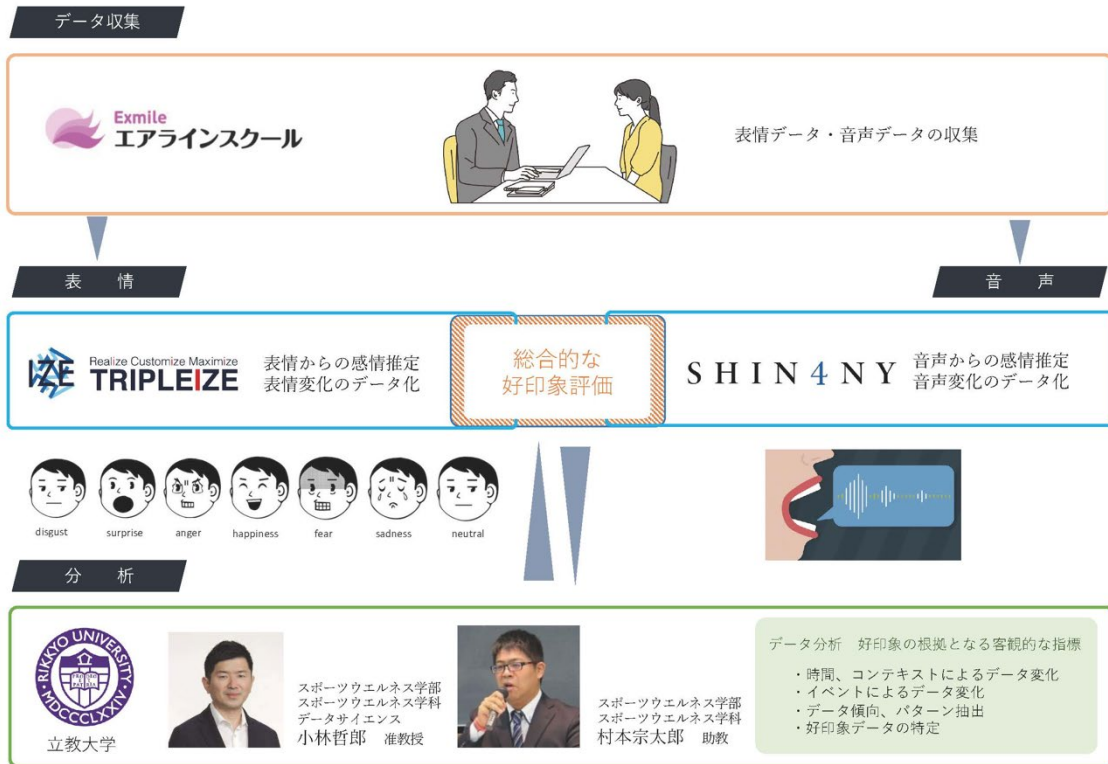 データ収集
Exmile
エアラインスクール
表情データ・音声データの収集
表 情
音 声
IZE
Realize Customize Maximize
TRIPLEIZE
表情からの感情推定
表情変化のデータ化
総合的な
好印象評価
SHIN4NY
音声からの感情推定
音声変化のデータ化
disgust
surprise
anger
happiness
fear
sadness
neutral
分 析
RIKKYO UNIVERSITY
MDCCCLXXIV
立教大学
スポーツウエルネス学部
スポーツウエルネス学科
データサイエンス
小林哲郎 准教授
スポーツウエルネス学部
スポーツウエルネス学科
村本宗太郎 助教
データ分析 好印象の根拠となる客観的な指標
・時間、コンテキストによるデータ変化
・イベントによるデータ変化
・データ傾向、パターン抽出
・好印象データの特定